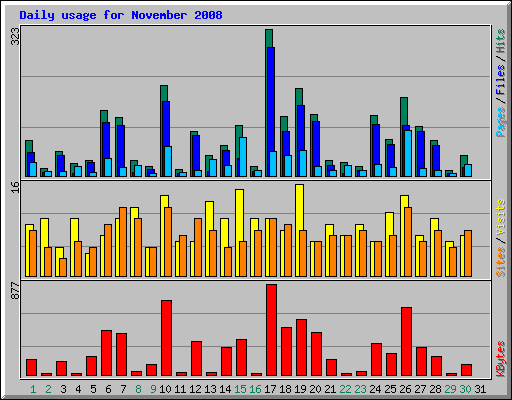 Daily usage for November 2008
323
16
877
Pages / Files / Hits
Sites / Visits
KBytes
1 2 3 4 5 6 7 8 9 10 11 12 13 14 15 16 17 18 19 20 21 22 23 24 25 26 27 28 29 30 31